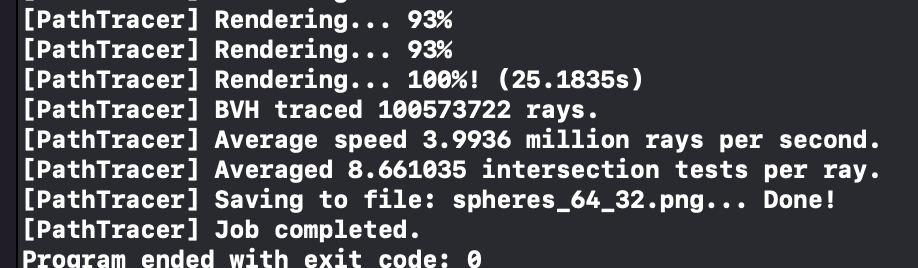 [PathTracer] Rendering... 93%
[PathTracer] Rendering... 93%
[PathTracer] Rendering... 100%! (25.1835s)
[PathTracer] BVH traced 100573722 rays.
[PathTracer] Average speed 3.9936 million rays per second.
[PathTracer] Averaged 8.661035 intersection tests per ray.
[PathTracer] Saving to file: spheres_64_32.png... Done!
[PathTracer] Job completed.
Program ended with exit code: 0